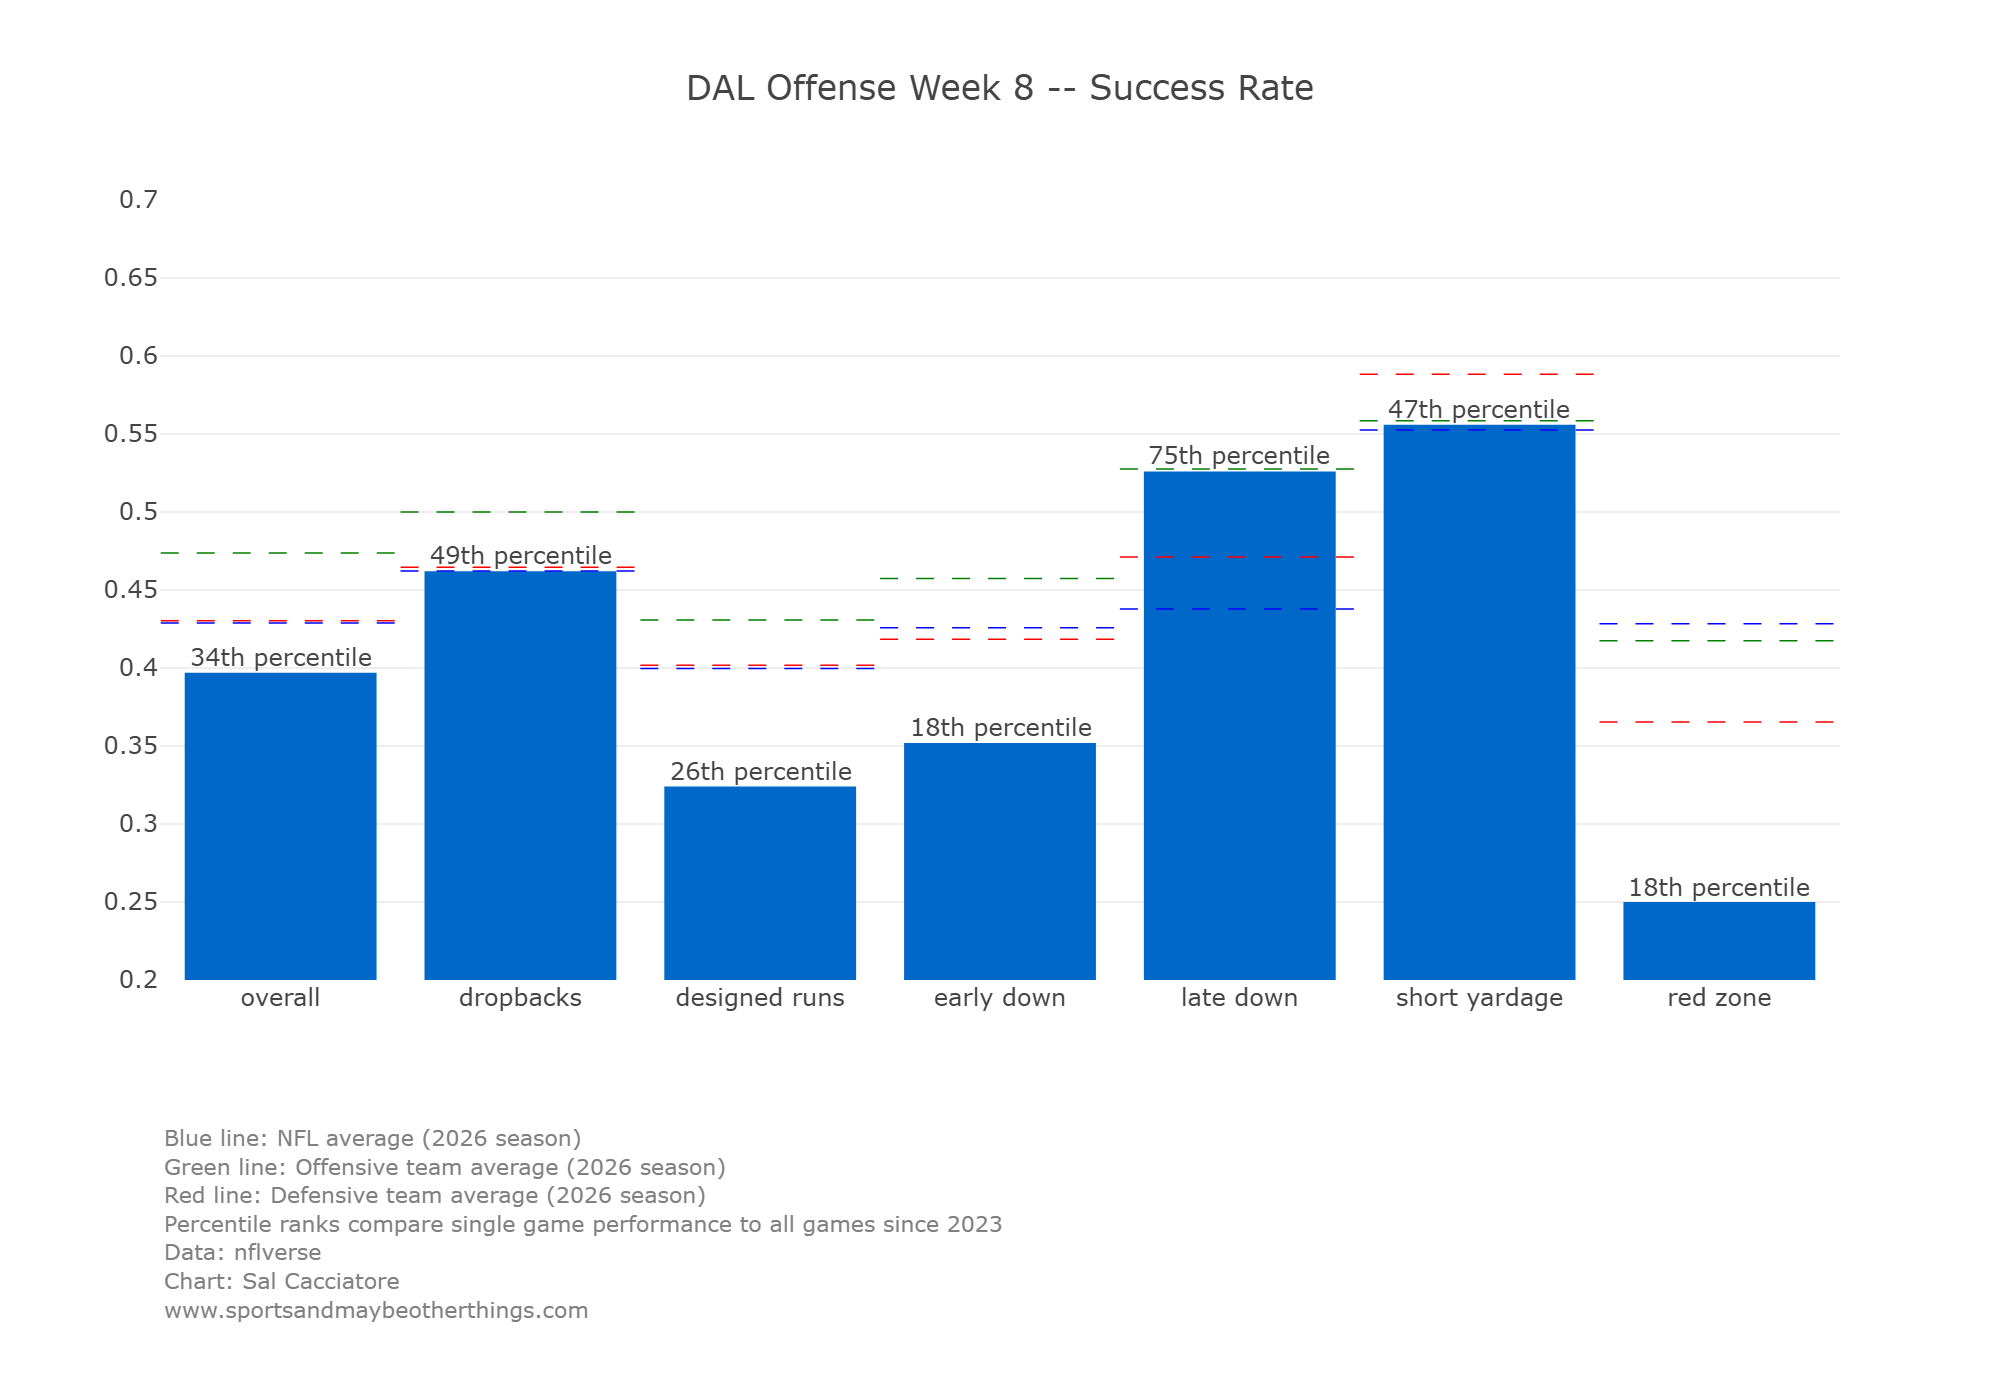 DAL Offense Week 8 -- Success Rate
0.7
0.65
0.6
0.55
0.5
0.45
0.4
0.35
0.3
0.25
0.2
34th percentile
49th percentile
26th percentile
18th percentile
75th percentile
47th percentile
18th percentile
overall
dropbacks
designed runs
early down
late down
short yardage
red zone
Blue line: NFL average (2026 season)
Green line: Offensive team average (2026 season)
Red line: Defensive team average (2026 season)
Percentile ranks compare single game performance to all games since 2023
Data: nflverse
Chart: Sal Cacciatore
www.sportsandmaybeotherthings.com